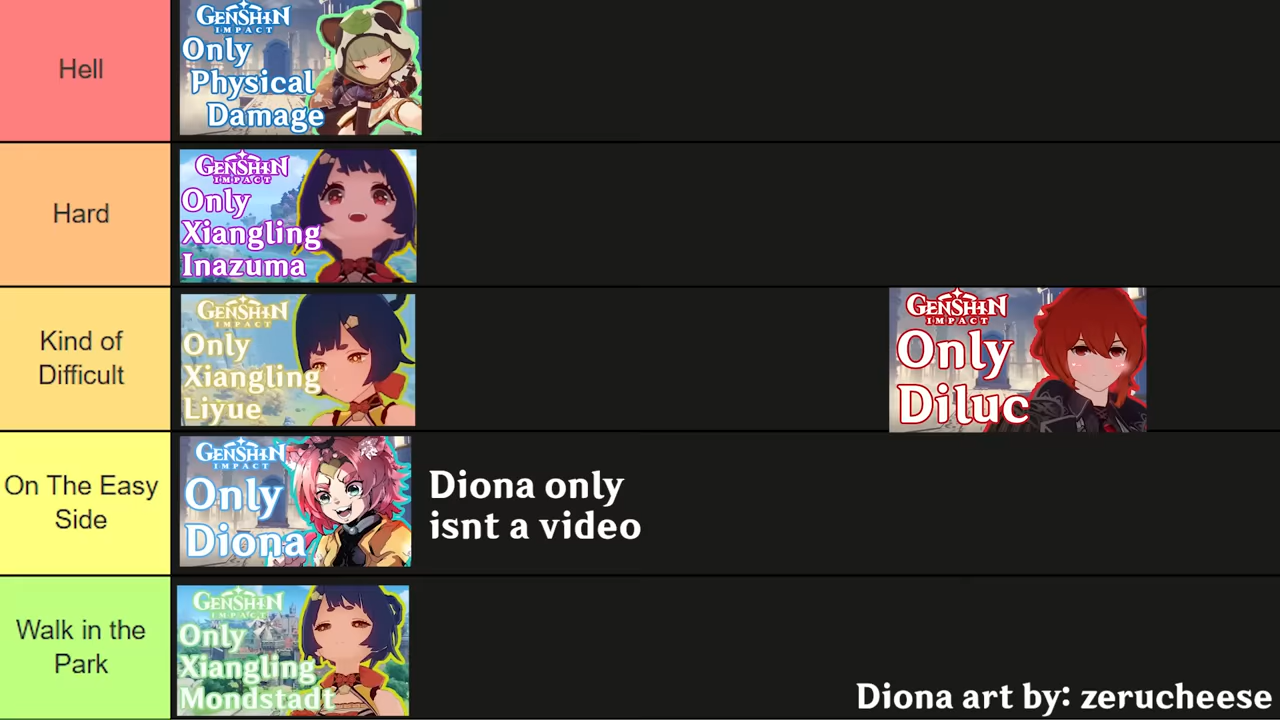 Hell
GENSHIN
IMPACT
Only
Physical
Damage
Hard
GENSHIN
IMPACT
Only
Xiangling
Inazuma
Kind of
Difficult
GENSHIN
IMPACT
Only
Xiangling
Liyue
GENSHIN
IMPACT
Only
Diluc
On The Easy
Side
GENSHIN
IMPACT
Only
Diona
Diona only
isnt a video
Walk in the
Park
GENSHIN
IMPACT
Only
Xiangling
Mondstadt
Diona art by: zerucheese